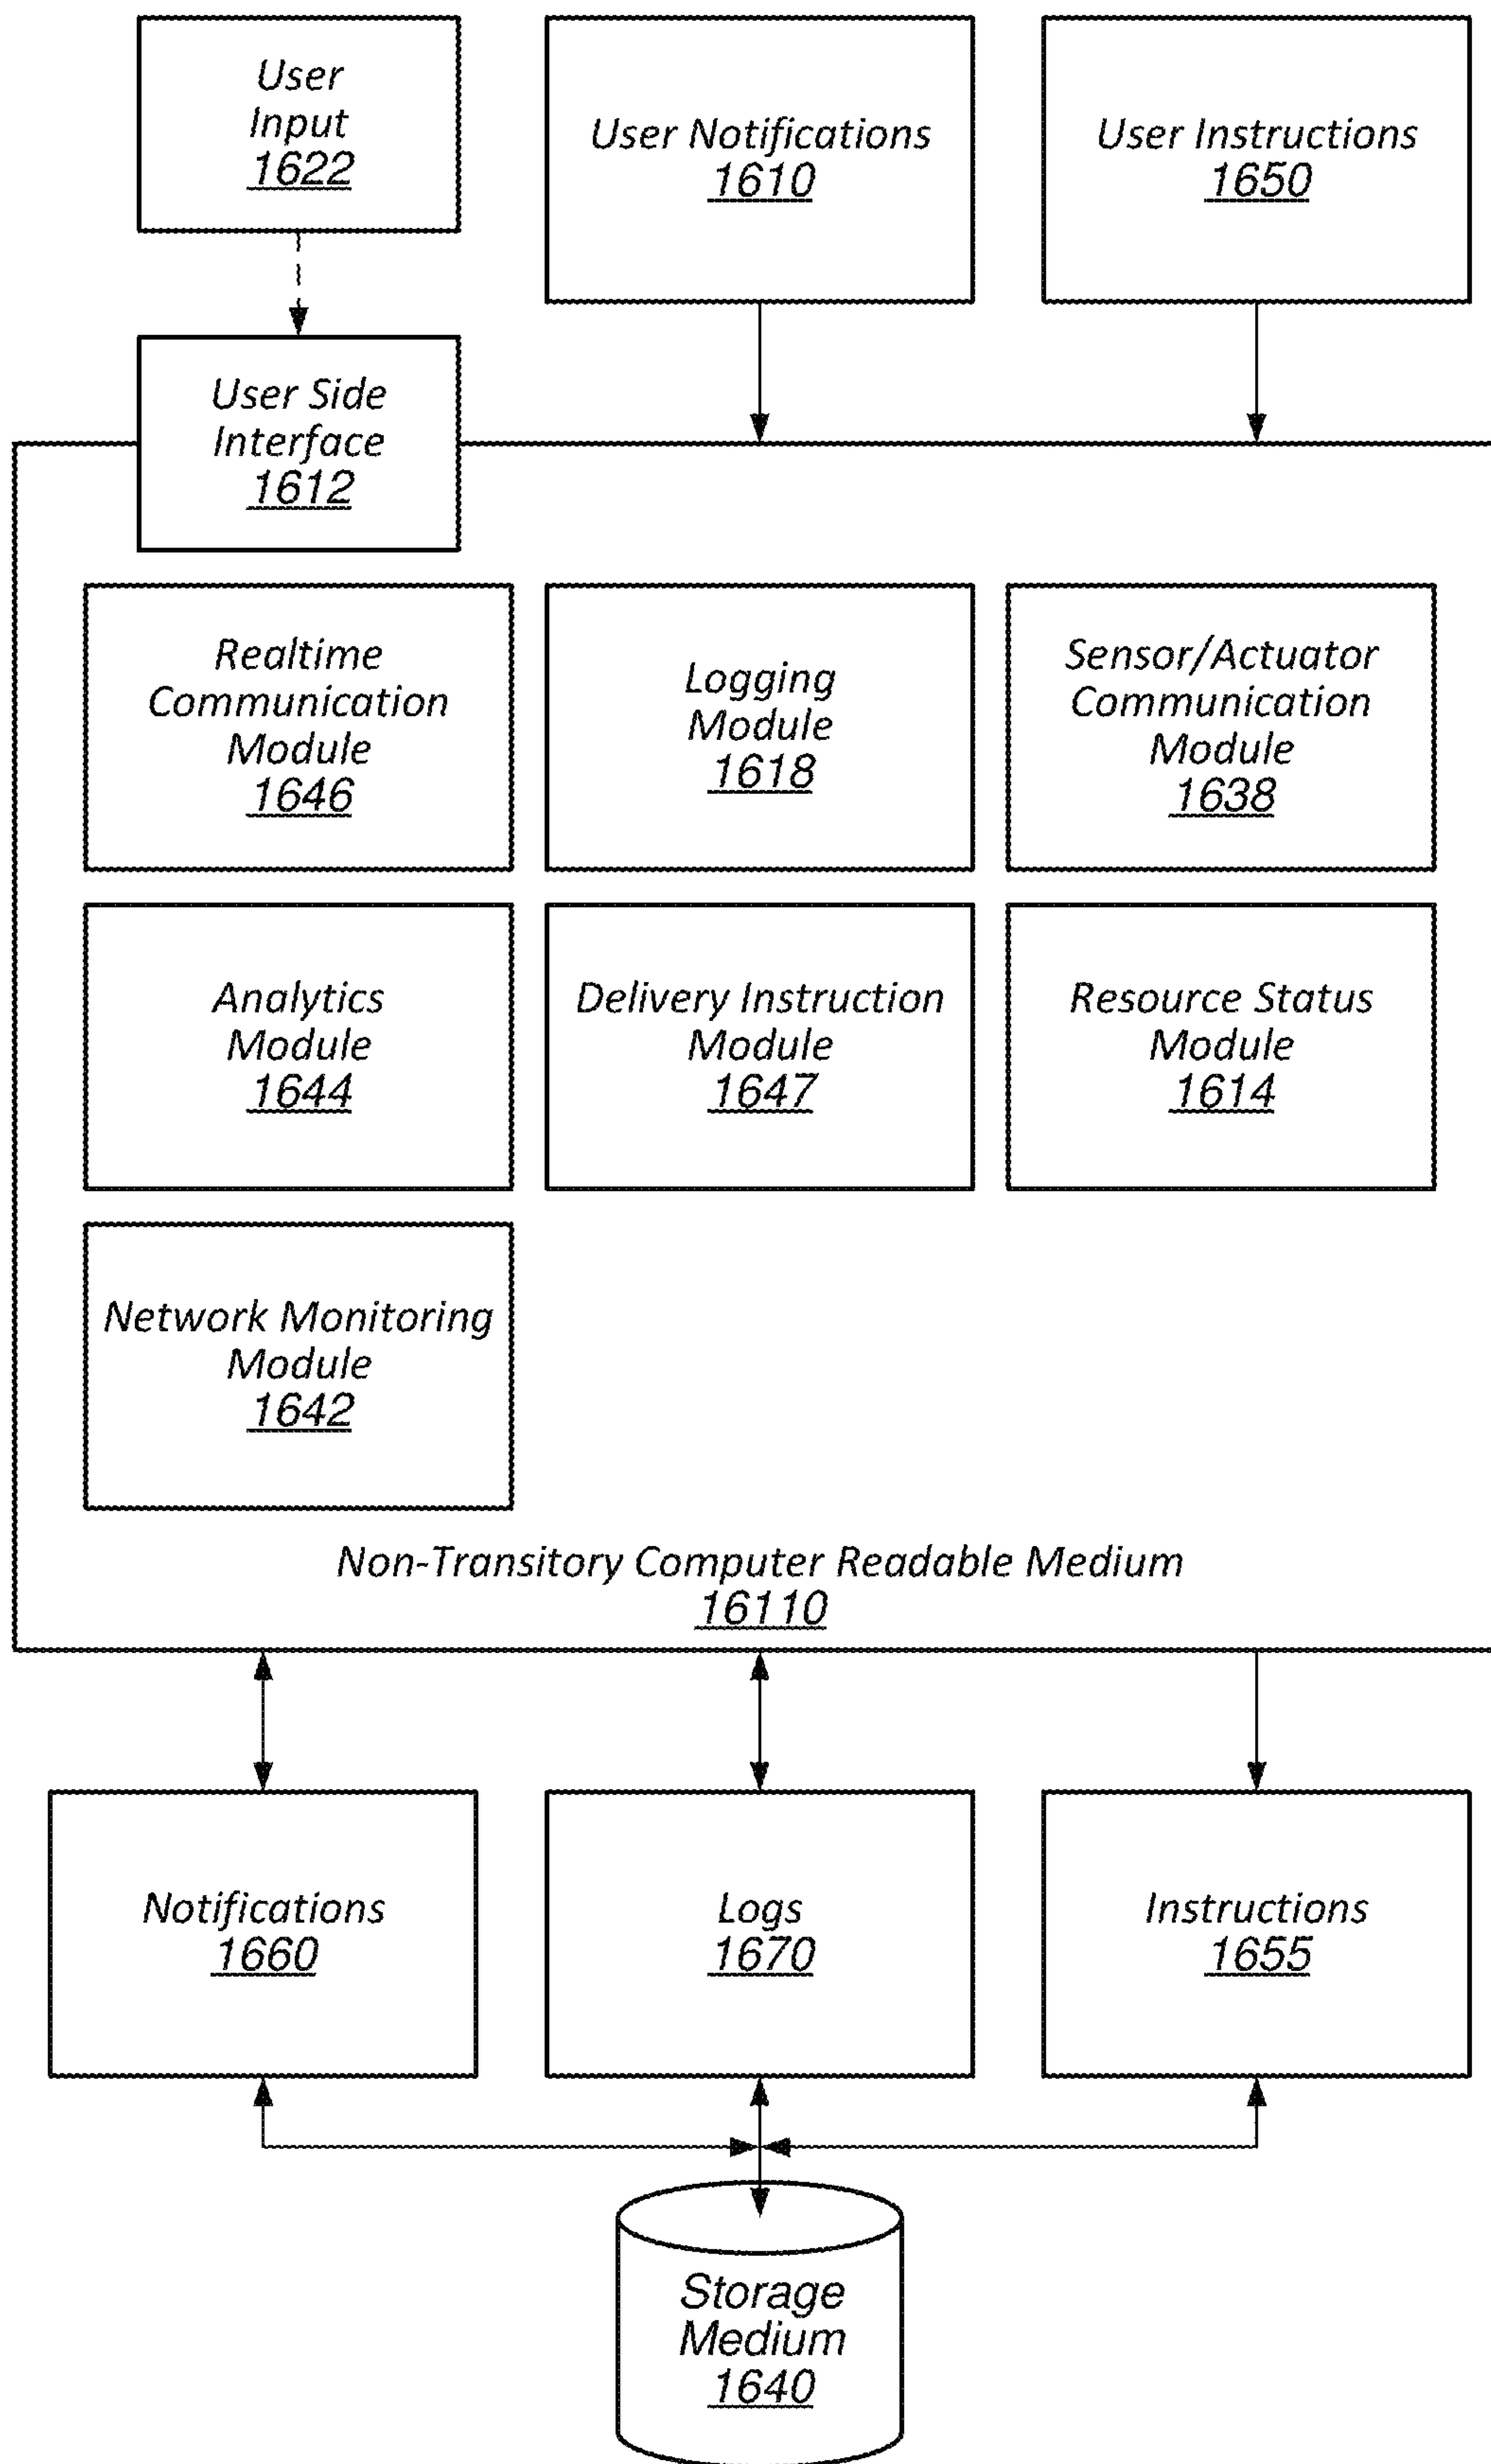 User
Input
1622
User Notifications
1610
User Instructions
1650
User Side
Interface
1612
Realtime
Communication
Module
1646
Logging
Module
1618
Sensor/Actuator
Communication
Module
1638
Analytics
Module
1644
Delivery Instruction
Module
1647
Resource Status
Module
1614
Network Monitoring
Module
1642
Non-Transitory Computer Readable Medium
16110
Notifications
1660
Logs
1670
Instructions
1655
Storage
Medium
1640